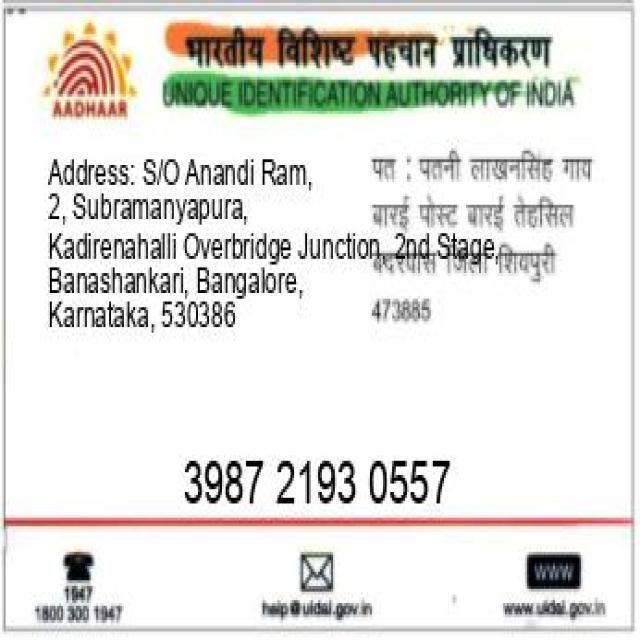 भारतीय विशिष्ट पहचान प्राधिकरण
AADHAAR
UNIQUE IDENTIFICATION AUTHORITY OF INDIA
Address: S/O Anandi Ram,
2, Subramanyapura,
Kadirenahalli Overbridge Junction, 2nd Stage,
Banashankari, Bangalore,
Karnataka, 530386
पत : पतनी लाखनसिंह गाय
बारई पोस्ट बारई तेहसिल
जिला शिवपुरी
473885
3987 2193 0557
1947
1800 300 1947
help@uidai.gov.in
WWW
www.uidai.gov.in